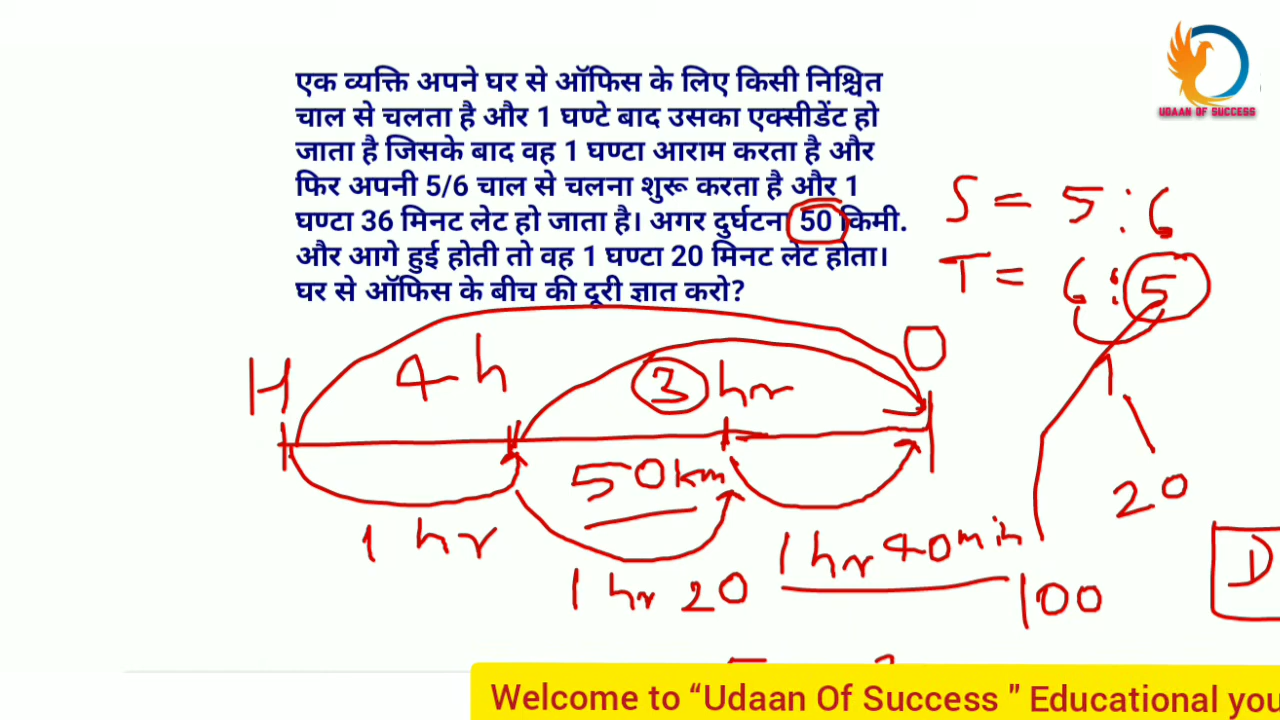 UDAAN OF SUCCESS
एक व्यक्ति अपने घर से ऑफिस के लिए किसी निश्चित
चाल से चलता है और 1 घण्टे बाद उसका एक्सीडेंट हो
जाता है जिसके बाद वह 1 घण्टा आराम करता है और
फिर अपनी 5/6 चाल से चलना शुरू करता है और 1
घण्टा 36 मिनट लेट हो जाता है। अगर दुर्घटना 50 किमी.
और आगे हुई होती तो वह 1 घण्टा 20 मिनट लेट होता।
घर से ऑफिस के बीच की दूरी ज्ञात करो?
S = 5 : 6
T = 6 : 5
1
20
H 4 h 3 hr O
50km
1 hr
1 hr 20
1 hr 40min
100
D
Welcome to “Udaan Of Success ” Educational you